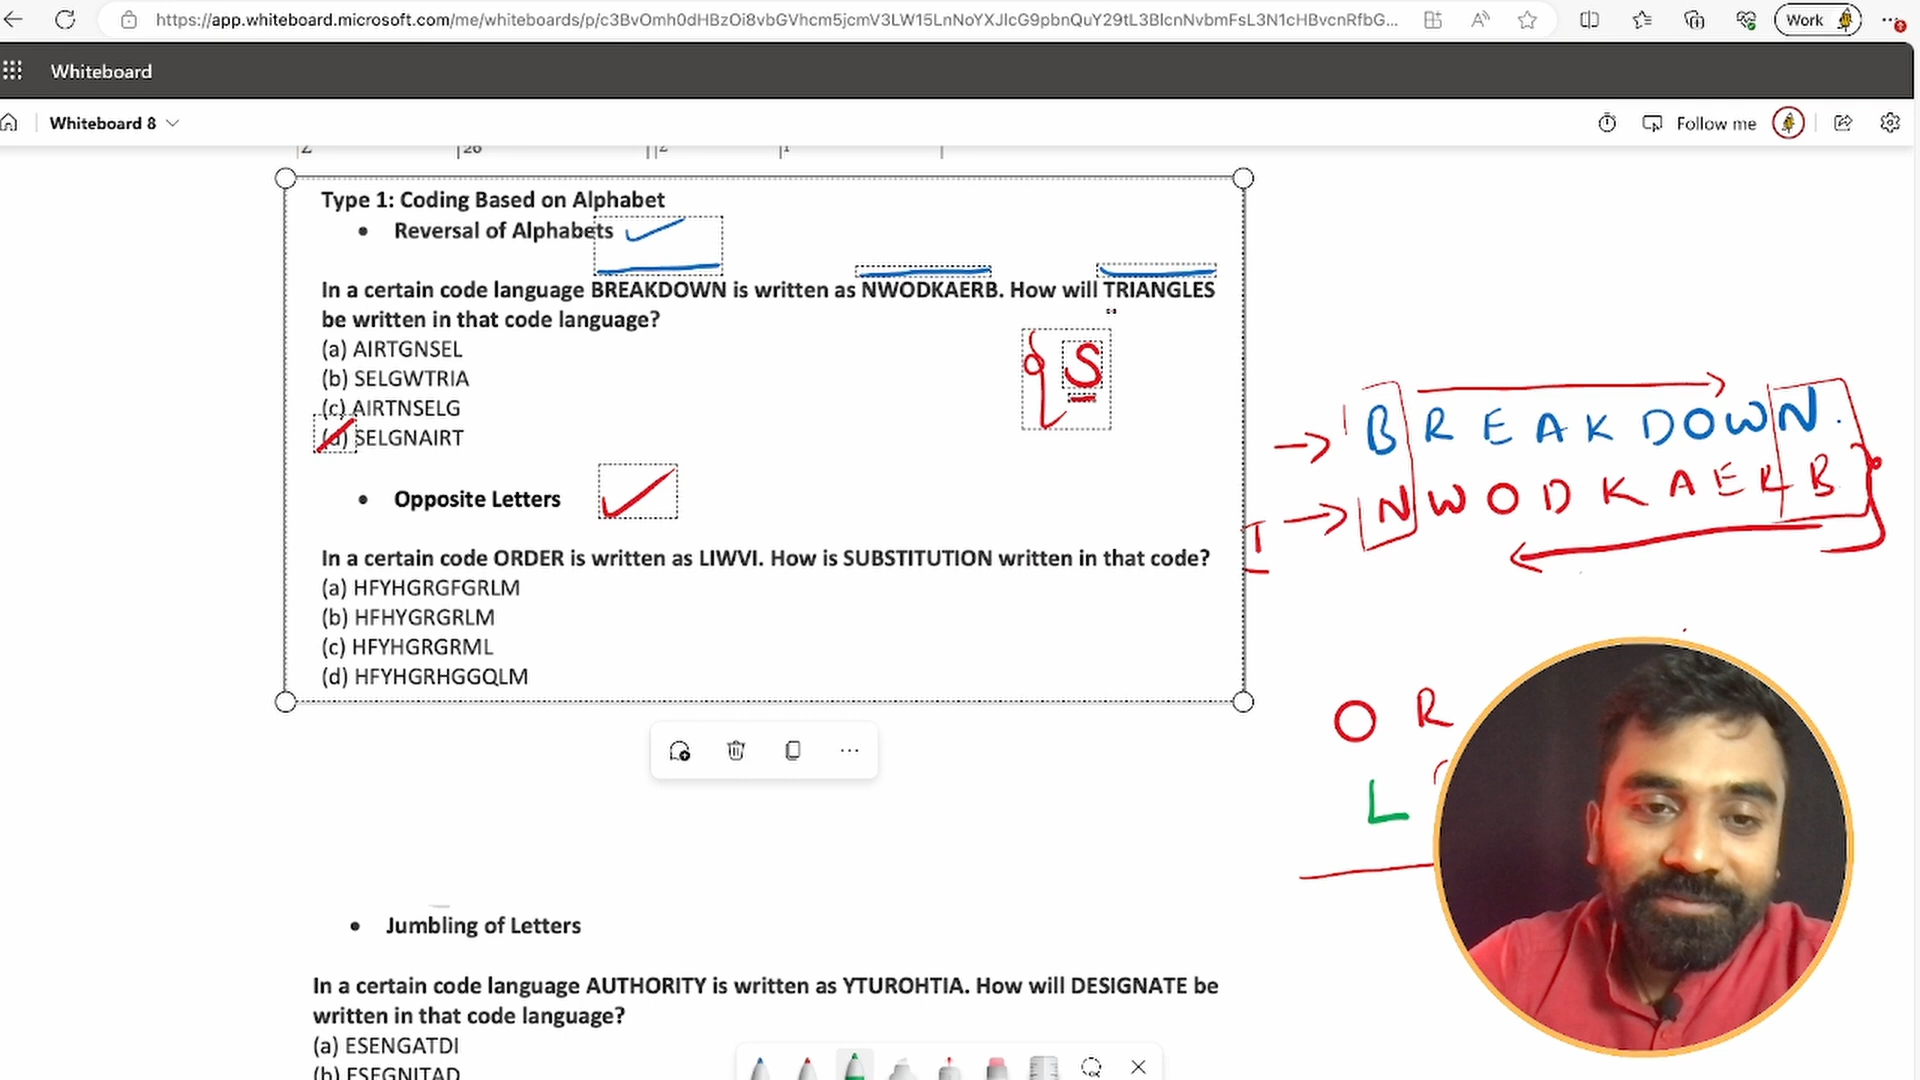 https://app.whiteboard.microsoft.com/me/whiteboards/p/c3BvOmh0dHBzOi8vbGVhcm5jcmV3LW15LnNoYXJlcG9pbnQuY29tL3BlcnNvbmFsL3N1cHBvcnRfbG...
Work
Whiteboard
Whiteboard 8
Follow me
Z 26 2 1
Type 1: Coding Based on Alphabet
• Reversal of Alphabets
In a certain code language BREAKDOWN is written as NWODKAERB. How will TRIANGLES
be written in that code language?
(a) AIRTGNSEL
(b) SELGWTRIA
(c) AIRTNSELG
(d) SELGNAIRT
S
B R E A K D O W N.
N W O D K A E R B
• Opposite Letters
In a certain code ORDER is written as LIWVI. How is SUBSTITUTION written in that code?
(a) HFYHGRGFGRLM
(b) HFHYGRGRLM
(c) HFYHGRGRML
(d) HFYHGRHGGQLM
I
O R
L
• Jumbling of Letters
In a certain code language AUTHORITY is written as YTUROHTIA. How will DESIGNATE be
written in that code language?
(a) ESENGATDI
(b) ESEGNITAD